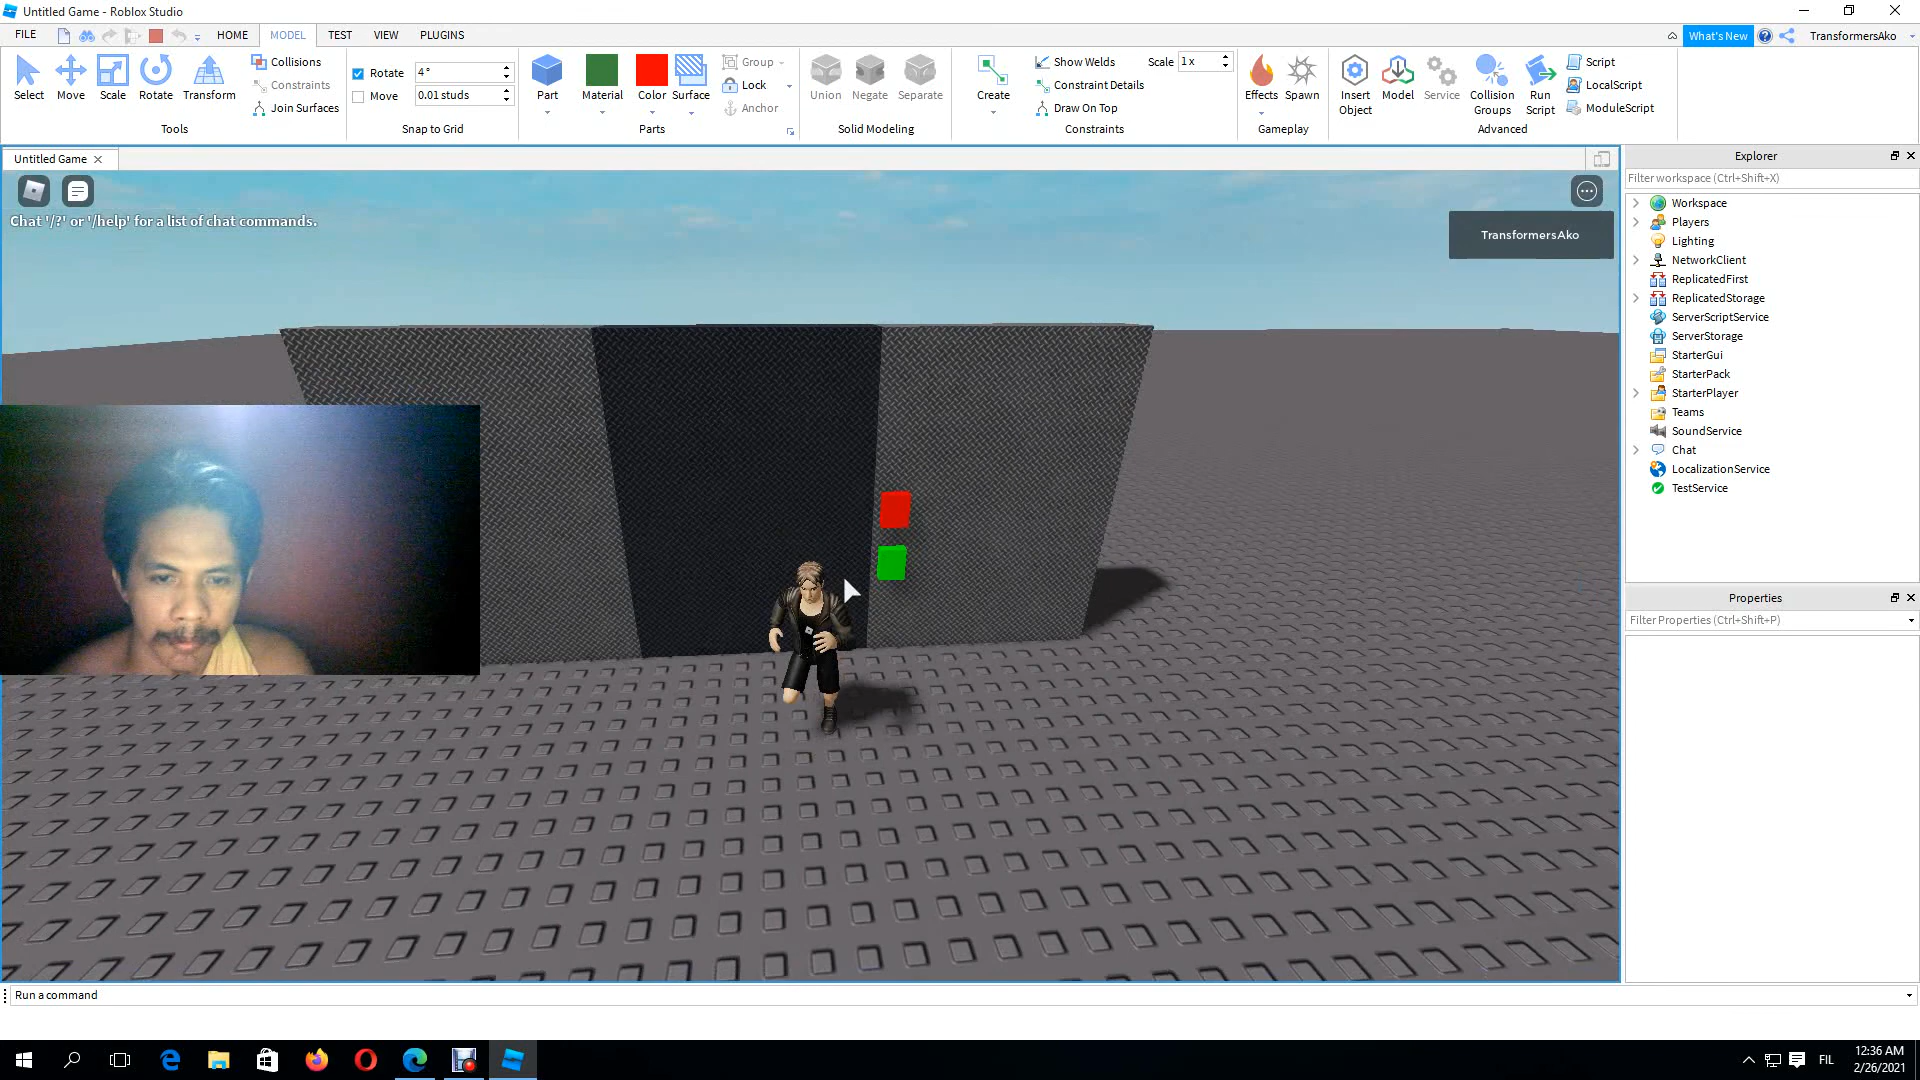 Untitled Game - Roblox Studio
FILE HOME MODEL TEST VIEW PLUGINS What's New TransformersAko
Select Move Scale Rotate Transform Collisions Constraints Join Surfaces
Tools
Rotate 4°
Move 0.01 studs
Snap to Grid
Part Material Color Surface Group Lock Anchor
Parts
Union Negate Separate
Solid Modeling
Create Show Welds Scale 1 x
Constraint Details
Draw On Top
Constraints
Effects Spawn
Gameplay
Insert Object Model Service Collision Groups Run Script Script
LocalScript
ModuleScript
Advanced
Untitled Game
Chat '/?' or '/help' for a list of chat commands.
TransformersAko
Explorer
Filter workspace (Ctrl+Shift+X)
Workspace
Players
Lighting
NetworkClient
ReplicatedFirst
ReplicatedStorage
ServerScriptService
ServerStorage
StarterGui
StarterPack
StarterPlayer
Teams
SoundService
Chat
LocalizationService
TestService
Properties
Filter Properties (Ctrl+Shift+P)
Run a command
FIL
12:36 AM
2/26/2021